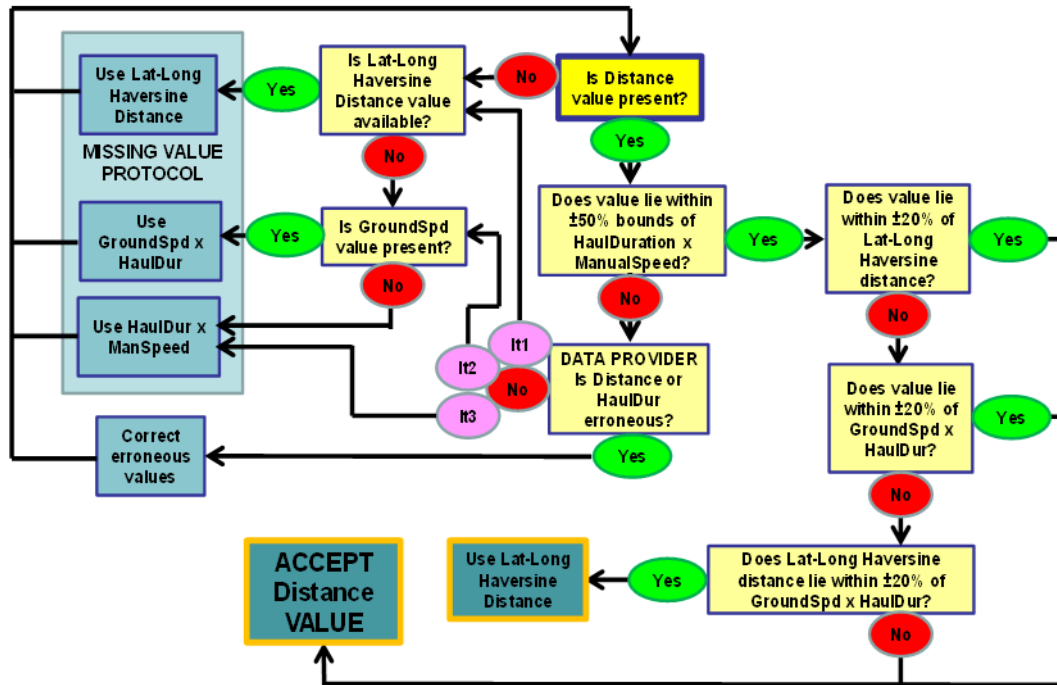 Is Distance
value present?
No
Yes
Is Lat-Long
Haversine
Distance value
available?
Yes
No
Use Lat-Long
Haversine
Distance
MISSING VALUE
PROTOCOL
Is GroundSpd
value present?
Yes
No
Use
GroundSpd x
HaulDur
Use HaulDur x
ManSpeed
Does value lie within
±50% bounds of
HaulDuration x
ManualSpeed?
Yes
No
Does value lie
within ±20% of
Lat-Long
Haversine
distance?
Yes
No
DATA PROVIDER
Is Distance or
HaulDur
erroneous?
It1
It2
No
It3
Yes
Correct
erroneous
values
Does value lie
within ±20% of
GroundSpd x
HaulDur?
Yes
No
Does Lat-Long Haversine
distance lie within ±20% of
GroundSpd x HaulDur?
Yes
No
Use Lat-Long
Haversine
Distance
ACCEPT
Distance
VALUE